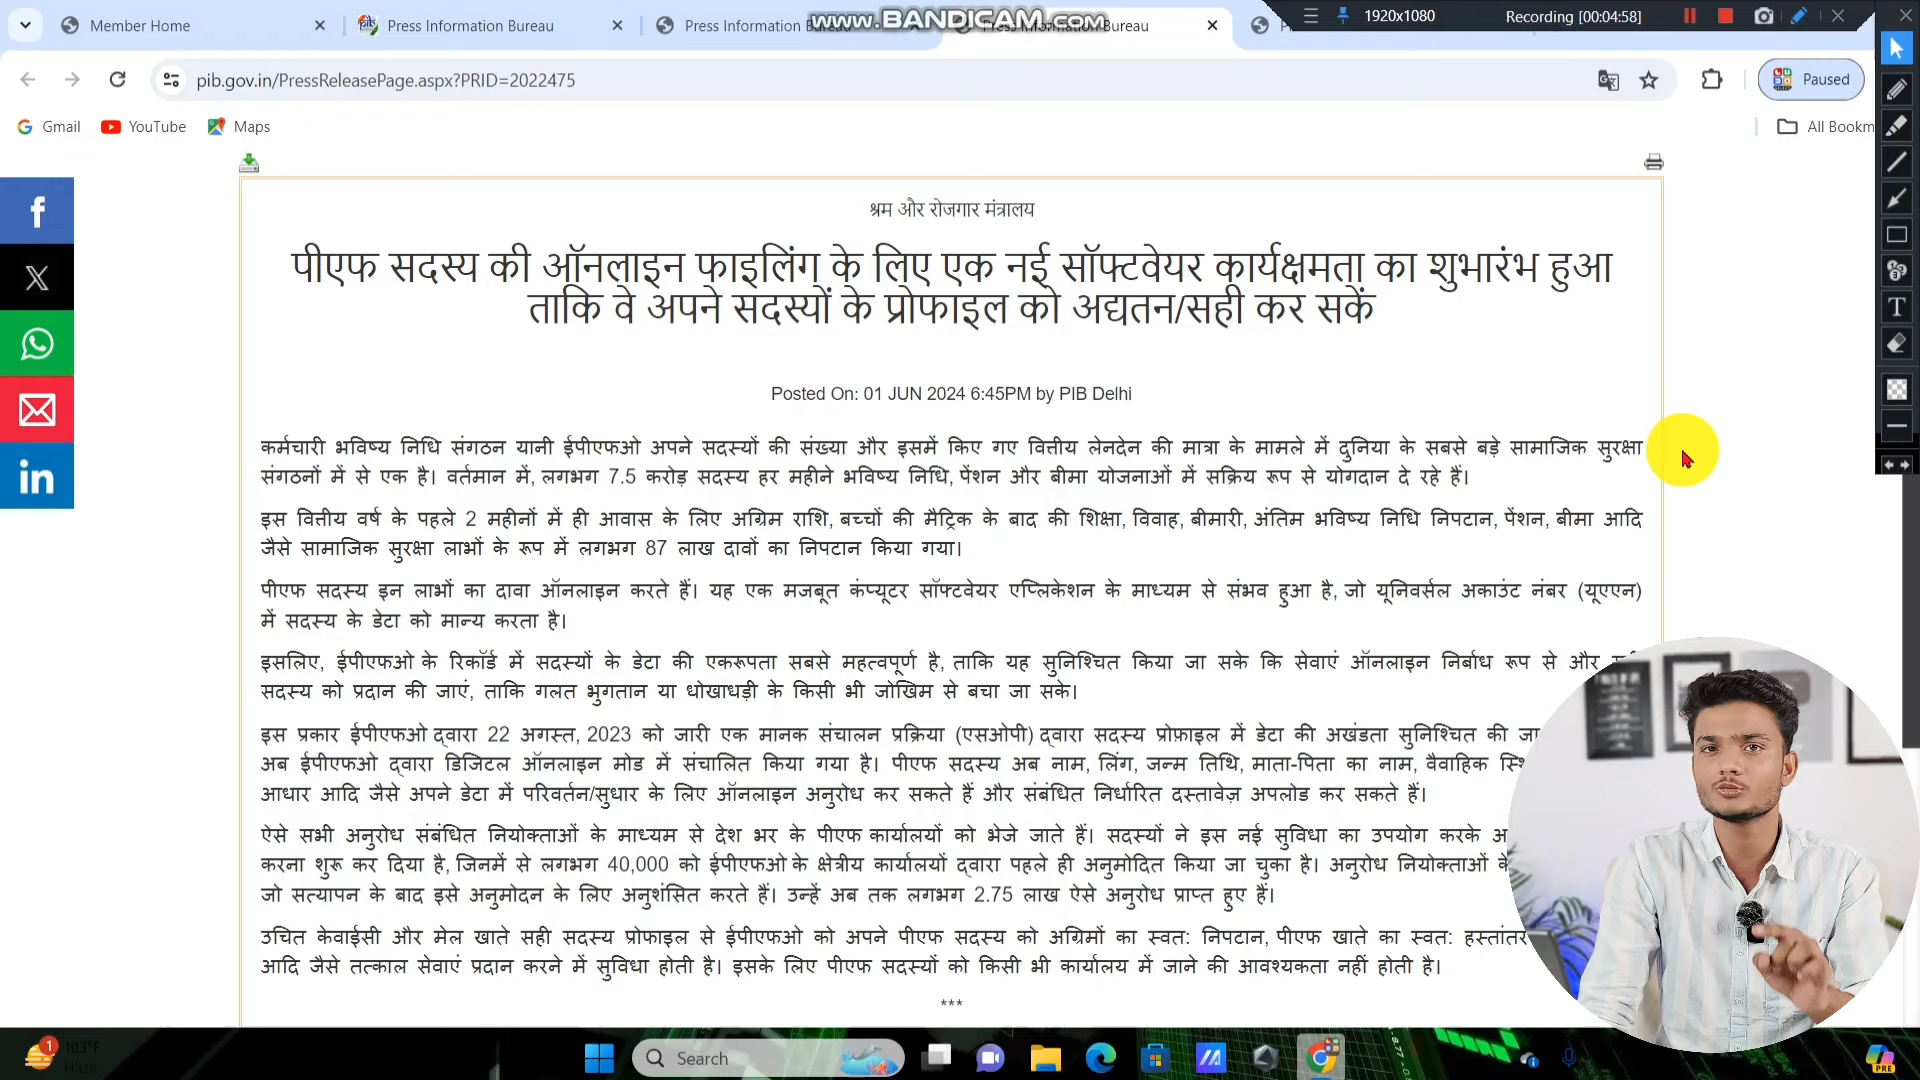 Member Home
Press Information Bureau
Press Information Bureau
Press Information Bureau
www.BANDICAM.com
1920x1080
Recording [00:04:58]
pib.gov.in/PressReleasePage.aspx?PRID=2022475
Paused
Gmail
YouTube
Maps
All Bookm
श्रम और रोजगार मंत्रालय
पीएफ सदस्य की ऑनलाइन फाइलिंग के लिए एक नई सॉफ्टवेयर कार्यक्षमता का शुभारंभ हुआ
ताकि वे अपने सदस्यों के प्रोफाइल को अद्यतन/सही कर सकें
Posted On: 01 JUN 2024 6:45PM by PIB Delhi
कर्मचारी भविष्य निधि संगठन यानी ईपीएफओ अपने सदस्यों की संख्या और इसमें किए गए वित्तीय लेनदेन की मात्रा के मामले में दुनिया के सबसे बड़े सामाजिक सुरक्षा
संगठनों में से एक है। वर्तमान में, लगभग 7.5 करोड़ सदस्य हर महीने भविष्य निधि, पेंशन और बीमा योजनाओं में सक्रिय रूप से योगदान दे रहे हैं।
इस वित्तीय वर्ष के पहले 2 महीनों में ही आवास के लिए अग्रिम राशि, बच्चों की मैट्रिक के बाद की शिक्षा, विवाह, बीमारी, अंतिम भविष्य निधि निपटान, पेंशन, बीमा आदि
जैसे सामाजिक सुरक्षा लाभों के रूप में लगभग 87 लाख दावों का निपटान किया गया।
पीएफ सदस्य इन लाभों का दावा ऑनलाइन करते हैं। यह एक मजबूत कंप्यूटर सॉफ्टवेयर एप्लिकेशन के माध्यम से संभव हुआ है, जो यूनिवर्सल अकाउंट नंबर (यूएएन)
में सदस्य के डेटा को मान्य करता है।
इसलिए, ईपीएफओ के रिकॉर्ड में सदस्यों के डेटा की एकरूपता सबसे महत्वपूर्ण है, ताकि यह सुनिश्चित किया जा सके कि सेवाएं ऑनलाइन निर्बाध रूप से और
सदस्य को प्रदान की जाएं, ताकि गलत भुगतान या धोखाधड़ी के किसी भी जोखिम से बचा जा सके।
इस प्रकार ईपीएफओ द्वारा 22 अगस्त, 2023 को जारी एक मानक संचालन प्रक्रिया (एसओपी) द्वारा सदस्य प्रोफ़ाइल में डेटा की अखंडता सुनिश्चित की
अब ईपीएफओ द्वारा डिजिटल ऑनलाइन मोड में संचालित किया गया है। पीएफ सदस्य अब नाम, लिंग, जन्म तिथि, माता-पिता का नाम, वैवाहिक
आधार आदि जैसे अपने डेटा में परिवर्तन/सुधार के लिए ऑनलाइन अनुरोध कर सकते हैं और संबंधित निर्धारित दस्तावेज़ अपलोड कर सकते हैं।
ऐसे सभी अनुरोध संबंधित नियोक्ताओं के माध्यम से देश भर के पीएफ कार्यालयों को भेजे जाते हैं। सदस्यों ने इस नई सुविधा का उपयोग करके
करना शुरू कर दिया है, जिनमें से लगभग 40,000 को ईपीएफओ के क्षेत्रीय कार्यालयों द्वारा पहले ही अनुमोदित किया जा चुका है। अनुरोध नियोक्ताओं
जो सत्यापन के बाद इसे अनुमोदन के लिए अनुशंसित करते हैं। उन्हें अब तक लगभग 2.75 लाख ऐसे अनुरोध प्राप्त हुए हैं।
उचित केवाईसी और मेल खाते सही सदस्य प्रोफाइल से ईपीएफओ को अपने पीएफ सदस्य को अग्रिमों का स्वत: निपटान, पीएफ खाते का स्वत:
आदि जैसे तत्काल सेवाएं प्रदान करने में सुविधा होती है। इसके लिए पीएफ सदस्यों को किसी भी कार्यालय में जाने की आवश्यकता नहीं होती है।
***
1
103°F
Haze
Search
PRE